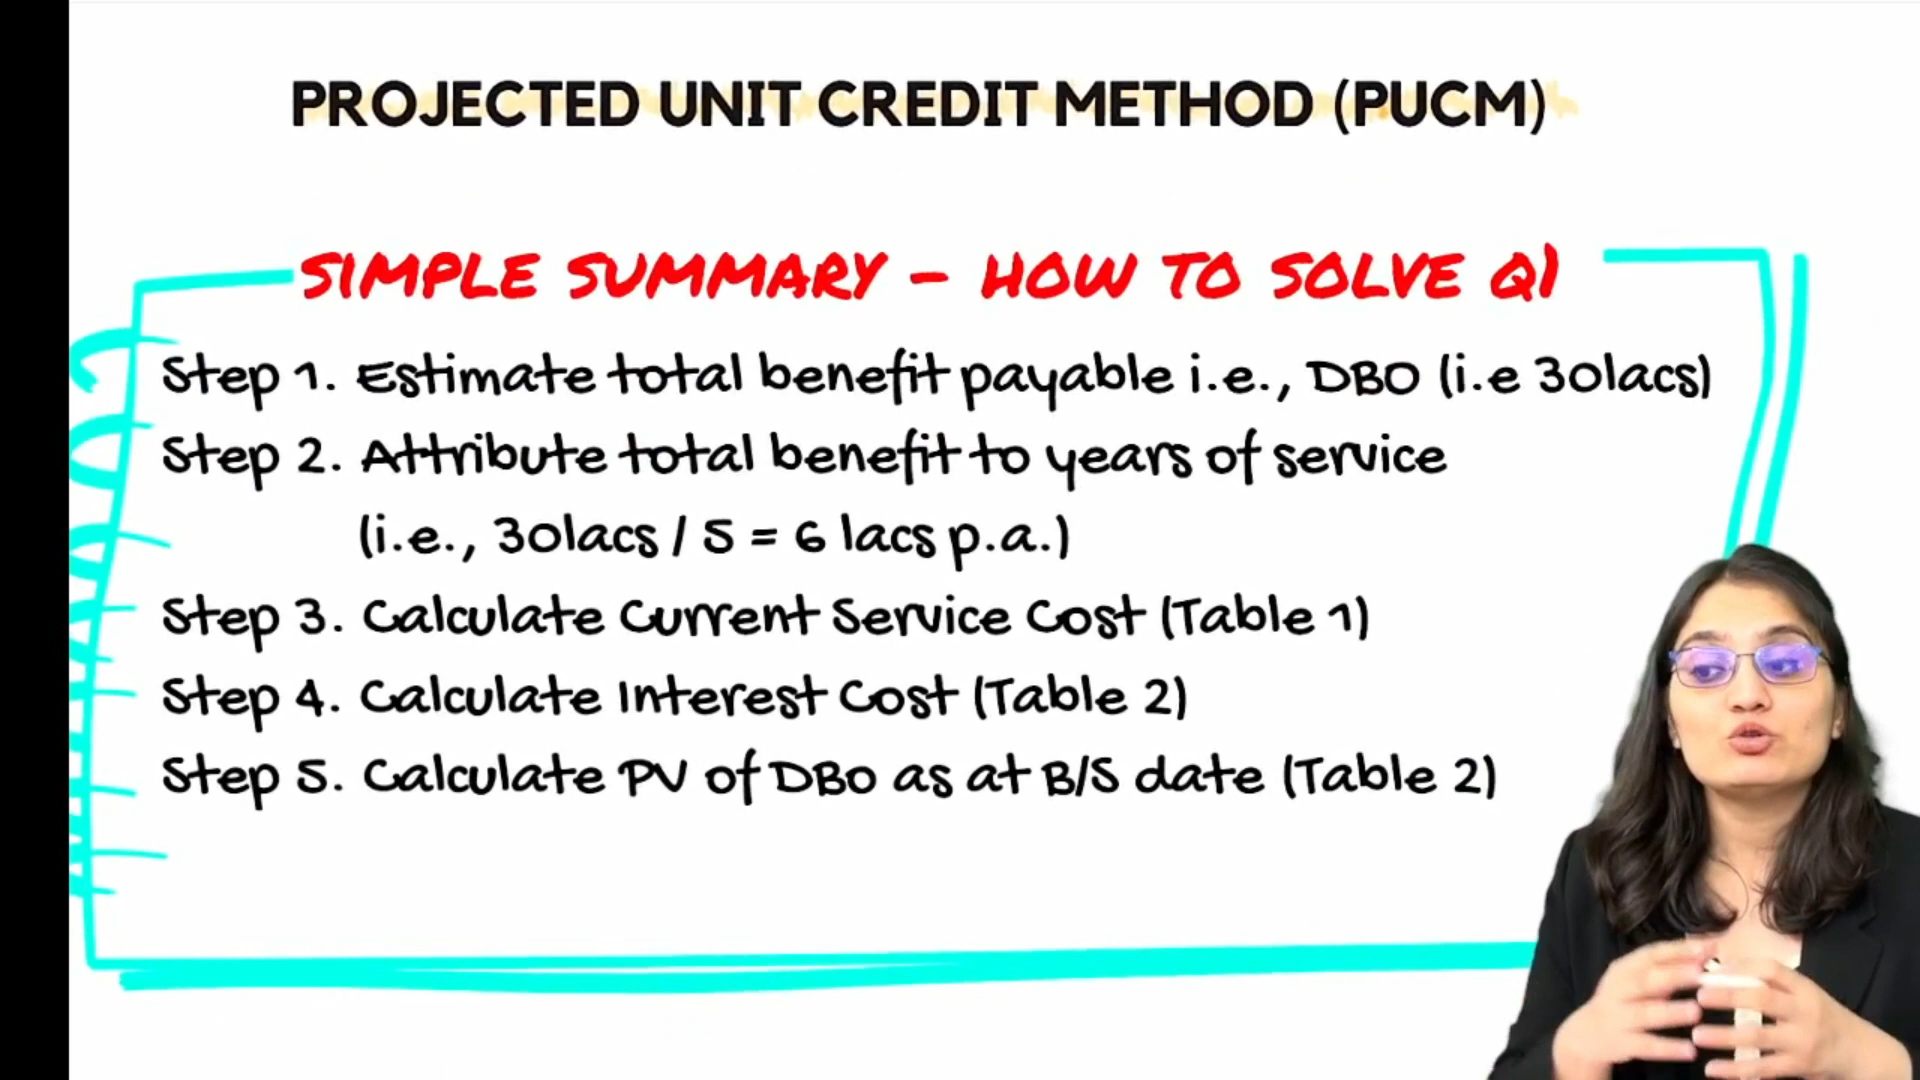 PROJECTED UNIT CREDIT METHOD (PUCM)
SIMPLE SUMMARY - HOW TO SOLVE Q1
Step 1. Estimate total benefit payable i.e., DBO (i.e 30lacs)
Step 2. Attribute total benefit to years of service
(i.e., 30lacs / 5 = 6 lacs p.a.)
Step 3. Calculate Current Service Cost (Table 1)
Step 4. Calculate Interest Cost (Table 2)
Step 5. Calculate PV of DBO as at B/S date (Table 2)